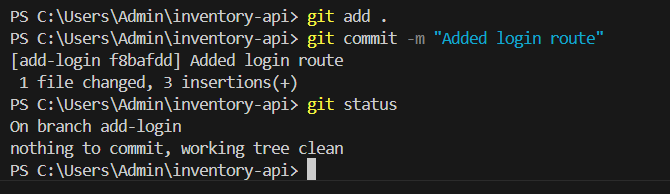 PS C:\Users\Admin\inventory-api> git add .
PS C:\Users\Admin\inventory-api> git commit -m "Added login route"
[add-login f8bafdd] Added login route
 1 file changed, 3 insertions(+)
PS C:\Users\Admin\inventory-api> git status
On branch add-login
nothing to commit, working tree clean
PS C:\Users\Admin\inventory-api>